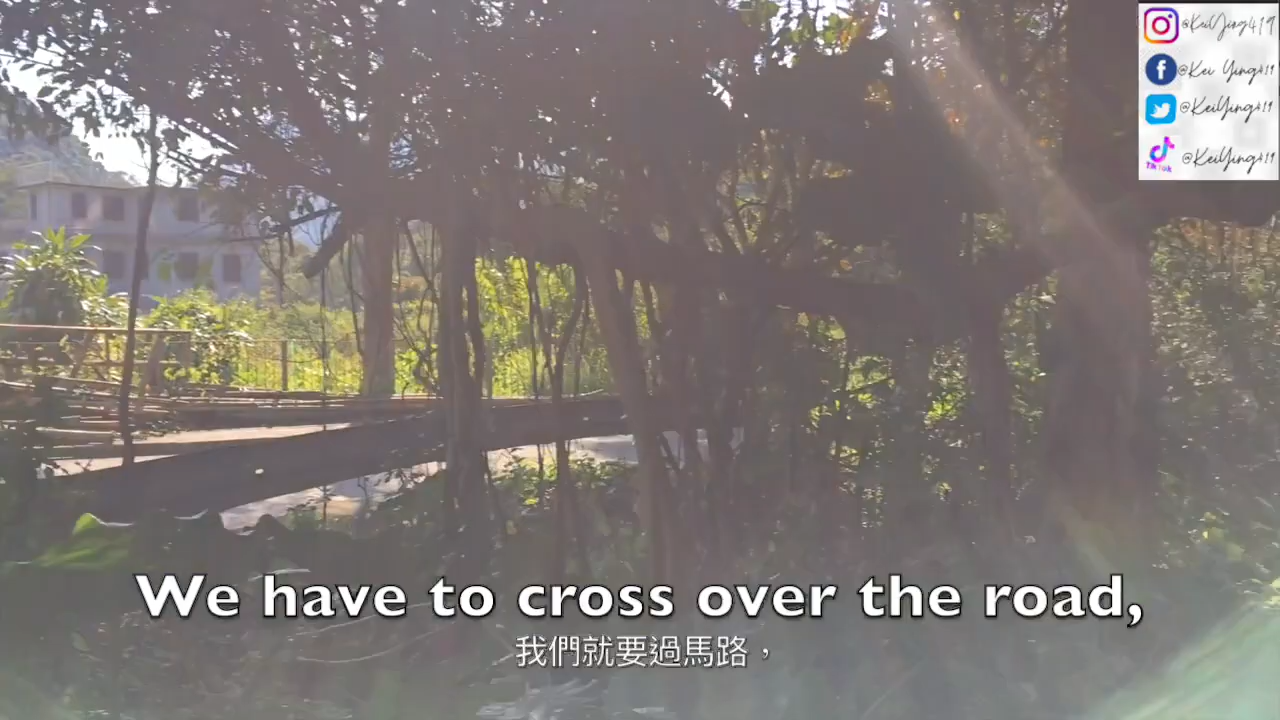 @KeiYing419
@Kei Ying419
@KeiYing419
TikTok
@KeiYing419
We have to cross over the road,
我們就要過馬路，